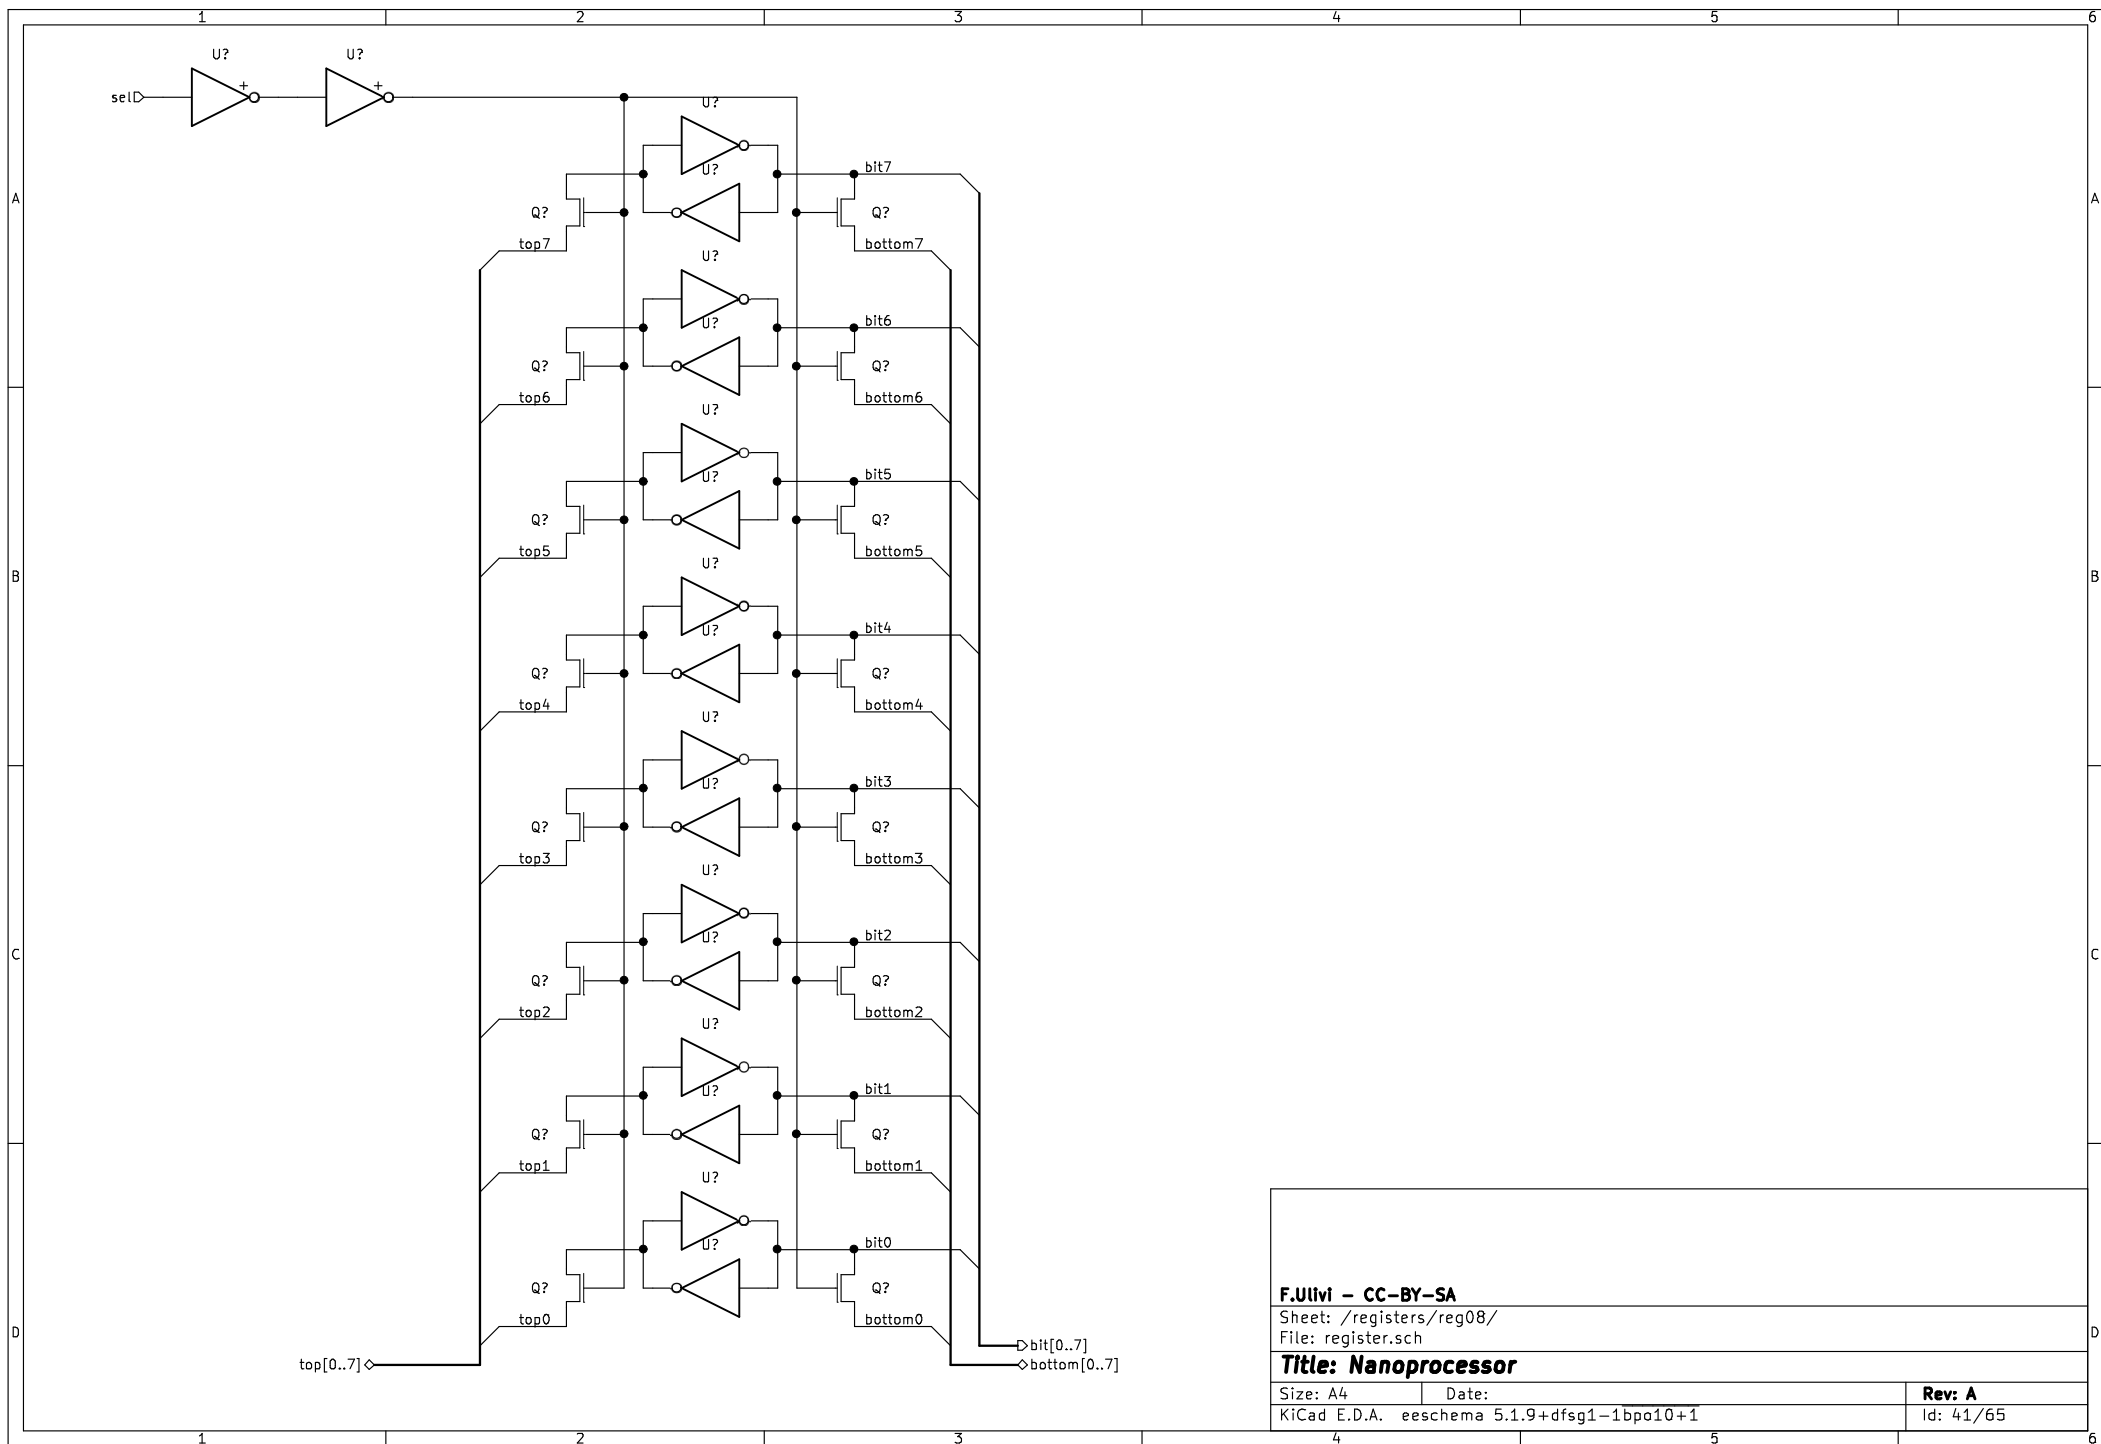 1 2 3 4 5 6
U? U?
sel + +
U?
bit7
U?
A A
Q? Q?
top7 bottom7
U?
bit6
U?
Q? Q?
top6 bottom6
U?
bit5
U?
Q? Q?
top5 bottom5
U?
B B
bit4
U?
Q? Q?
top4 bottom4
U?
bit3
U?
Q? Q?
top3 bottom3
U?
bit2
U?
C C
Q? Q?
top2 bottom2
U?
bit1
U?
Q? Q?
top1 bottom1
U?
bit0
U?
Q? Q?
top0 bottom0
bit[0..7]
top[0..7] bottom[0..7]
F.Ulivi - CC-BY-SA
Sheet: /registers/reg08/
File: register.sch
D D
Title: Nanoprocessor
Size: A4 Date: Rev: A
KiCad E.D.A. eeschema 5.1.9+dfsg1-1bpo10+1 Id: 41/65
1 2 3 4 5 6